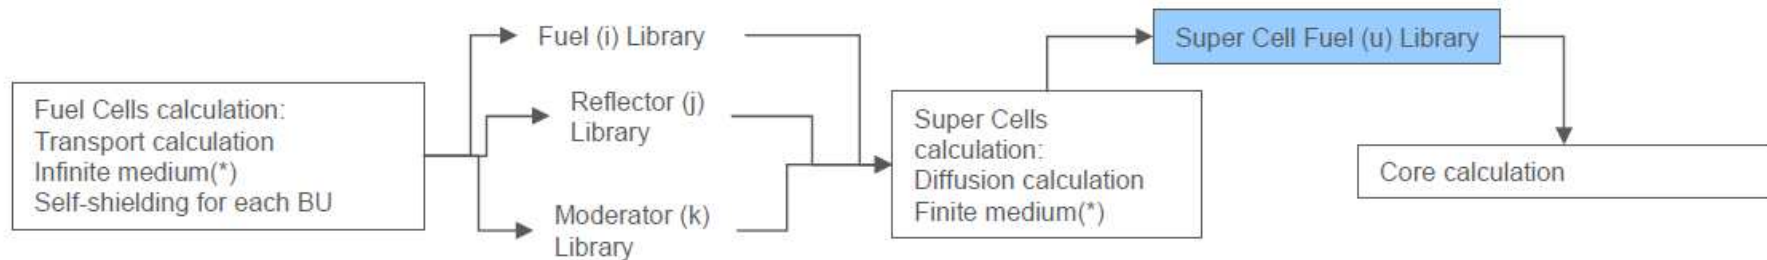 Fuel Cells calculation:
Transport calculation
Infinite medium(*)
Self-shielding for each BU
Fuel (i) Library
Reflector (j)
Library
Moderator (k)
Library
Super Cells
calculation:
Diffusion calculation
Finite medium(*)
Super Cell Fuel (u) Library
Core calculation